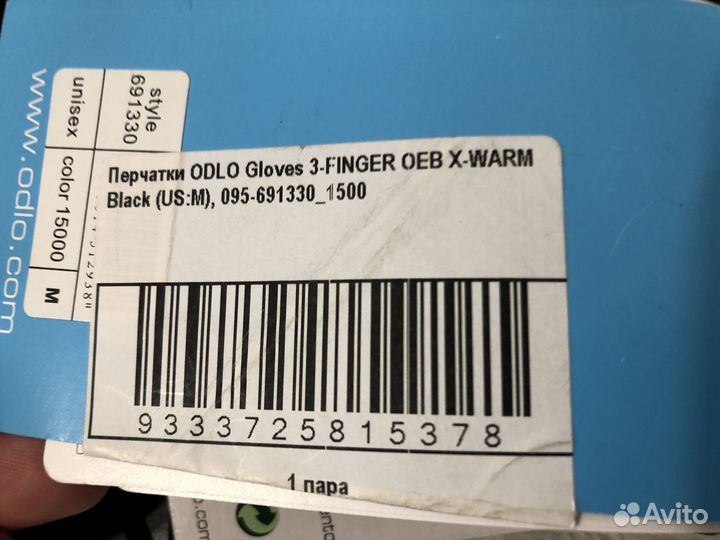 www.odlo.com
style
691330
unisex
color 15000
M
Перчатки ODLO Gloves 3-FINGER OEB X-WARM
Black (US:M), 095-691330_1500
9333725815378
1 пара
Avito